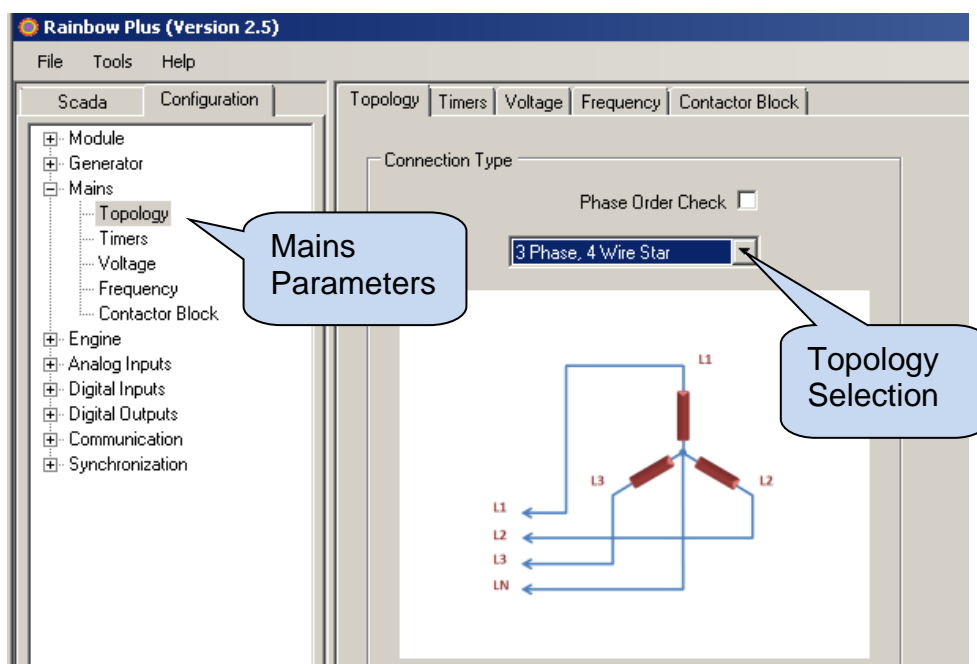 Rainbow Plus (Version 2.5)
File Tools Help
Scada Configuration
Module
Generator
Mains
Topology
Timers
Voltage
Frequency
Contactor Block
Engine
Analog Inputs
Digital Inputs
Digital Outputs
Communication
Synchronization
Mains
Parameters
Topology Timers Voltage Frequency Contactor Block
Connection Type
Phase Order Check
3 Phase, 4 Wire Star
Topology
Selection
L1
L3 L2
L1
L2
L3
LN